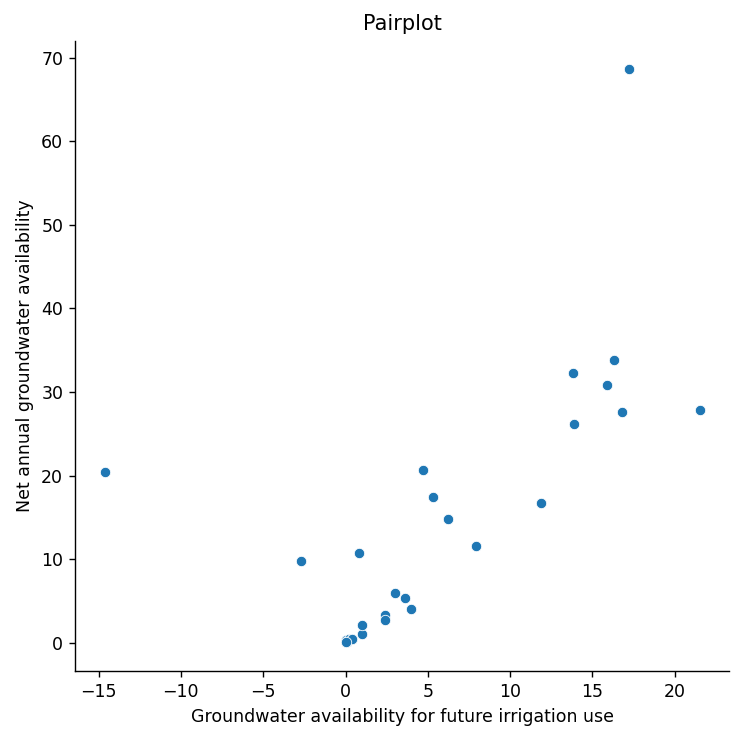 Pairplot
70
60
50
40
30
20
10
0
Net annual groundwater availability
−15 −10 −5 0 5 10 15 20
Groundwater availability for future irrigation use